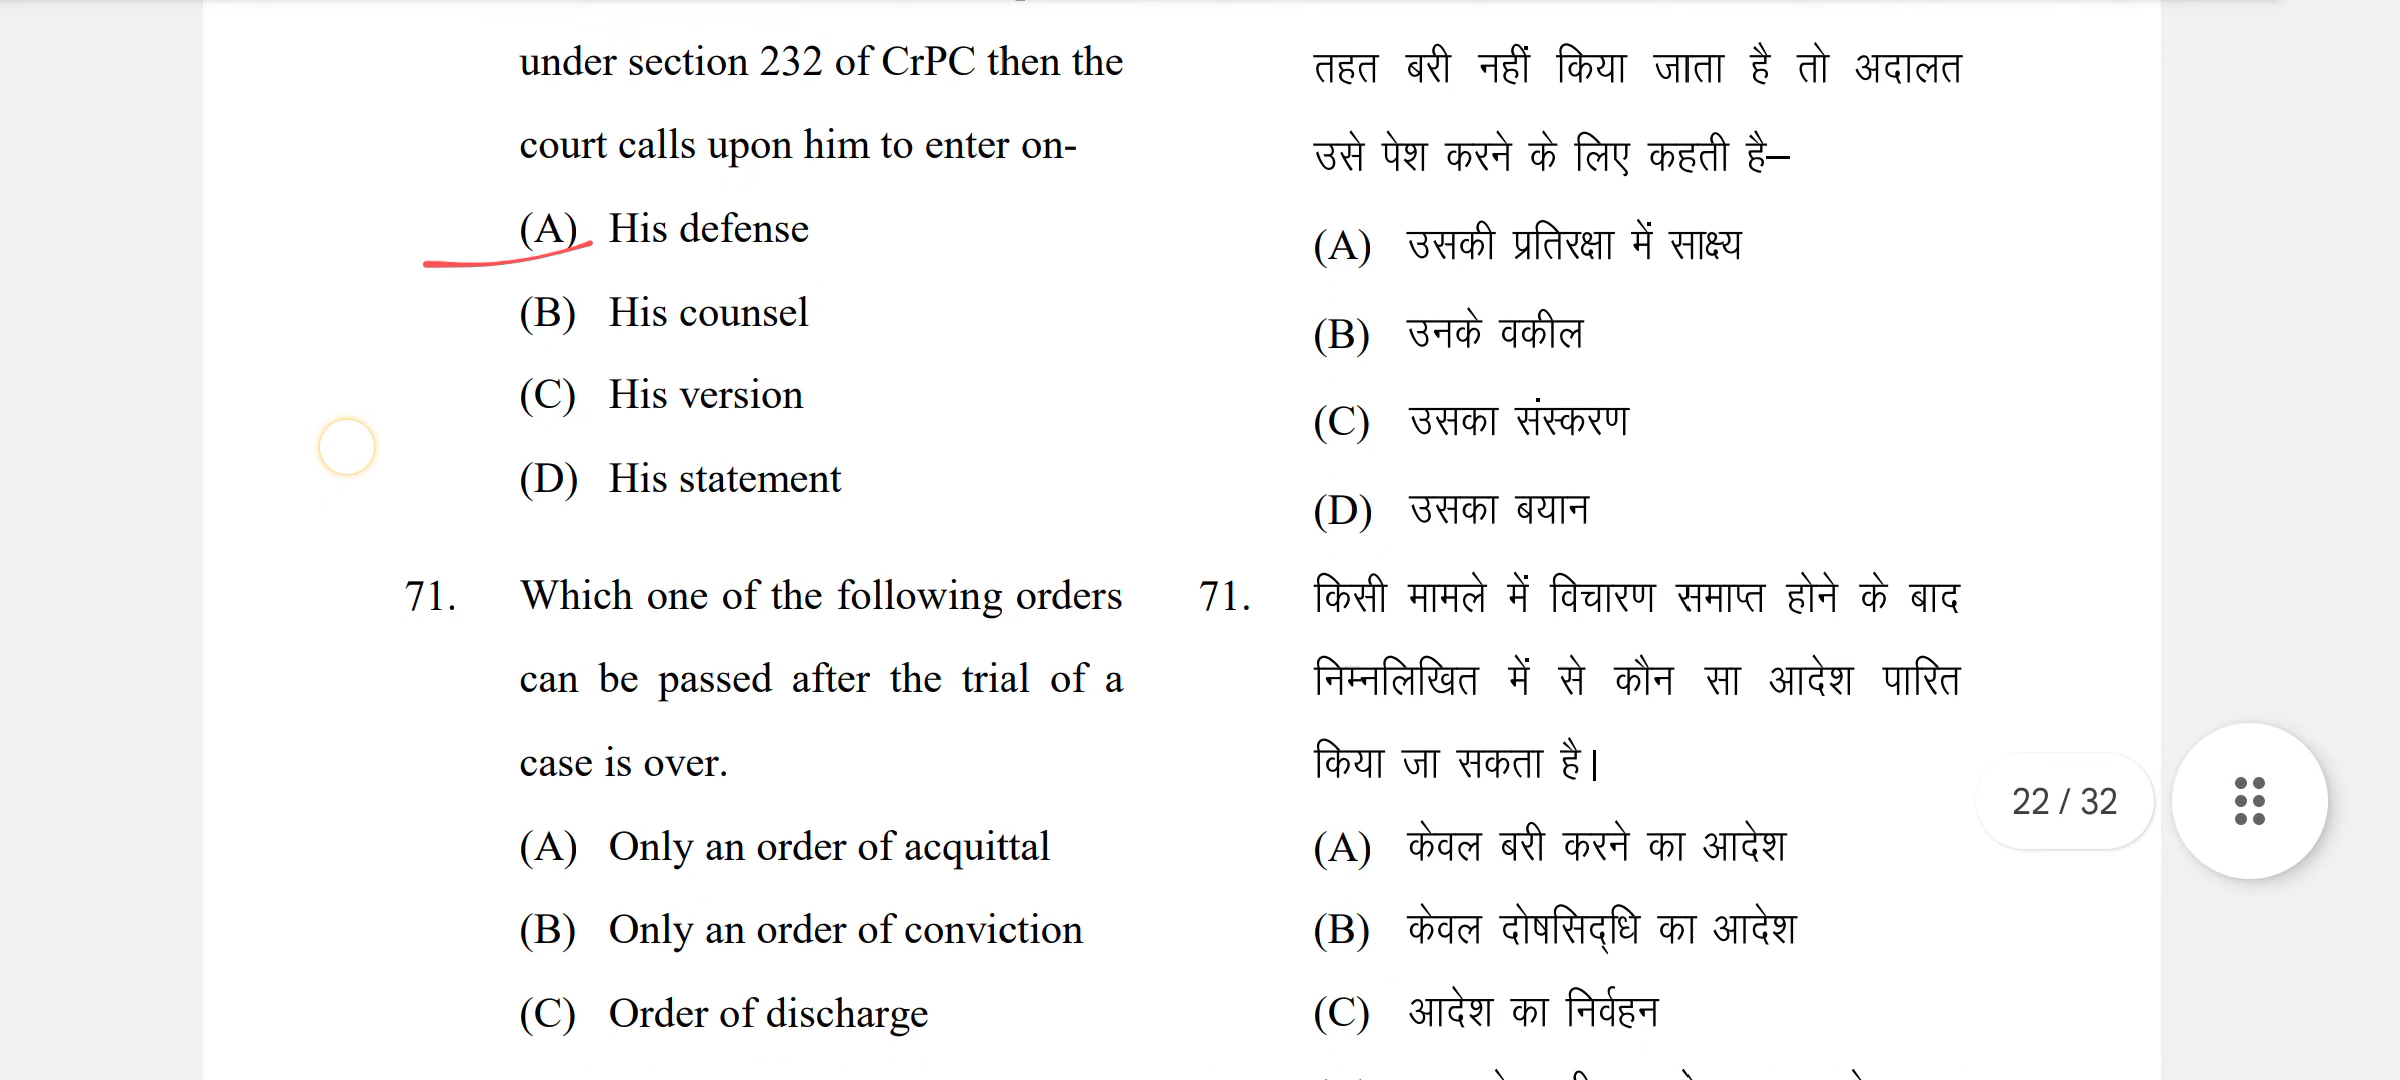 under section 232 of CrPC then the
court calls upon him to enter on-
(A) His defense
(B) His counsel
(C) His version
(D) His statement
71. Which one of the following orders
can be passed after the trial of a
case is over.
(A) Only an order of acquittal
(B) Only an order of conviction
(C) Order of discharge
तहत बरी नहीं किया जाता है तो अदालत
उसे पेश करने के लिए कहती है–
(A) उसकी प्रतिरक्षा में साक्ष्य
(B) उनके वकील
(C) उसका संस्करण
(D) उसका बयान
71. किसी मामले में विचारण समाप्त होने के बाद
निम्नलिखित में से कौन सा आदेश पारित
किया जा सकता है।
(A) केवल बरी करने का आदेश
(B) केवल दोषसिद्धि का आदेश
(C) आदेश का निर्वहन
22 / 32